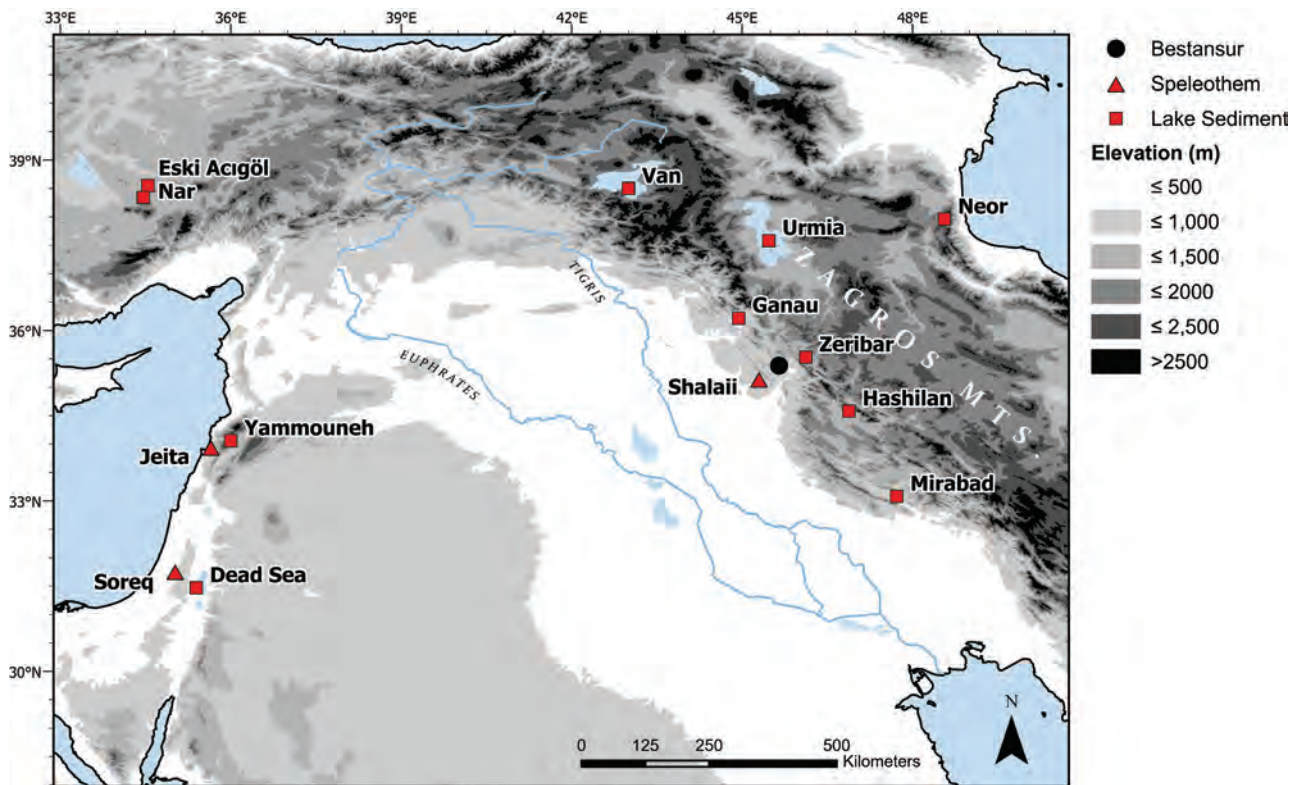 33°E 36°E 39°E 42°E 45°E 48°E
Bestansur
Speleothem
Lake Sediment
Elevation (m)
≤ 500
≤ 1,000
≤ 1,500
≤ 2000
≤ 2,500
>2500
39°N
36°N
33°N
30°N
Eski Acıgöl
Nar
Van
Neor
Urmia
ZAGROS MTS.
TIGRIS
Ganau
Zeribar
EUPHRATES
Shalaii
Hashilan
Yammouneh
Jeita
Mirabad
Soreq
Dead Sea
N
0 125 250 500
Kilometers